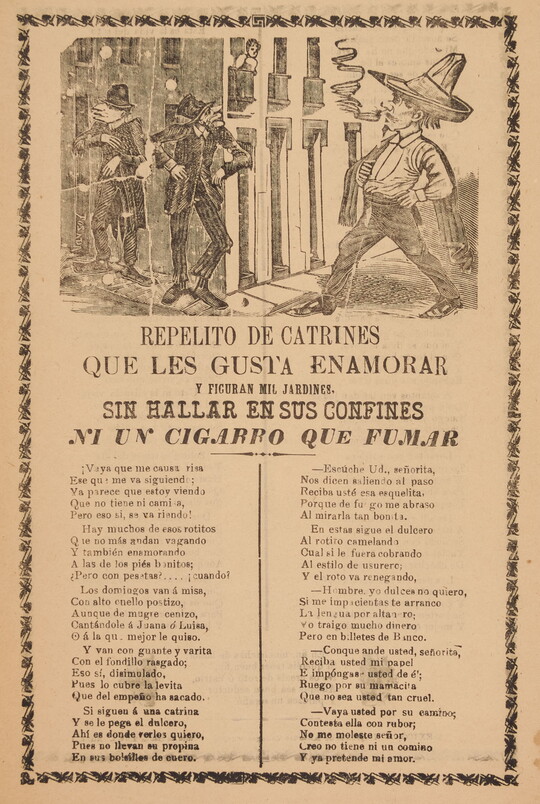 REPELITO DE CATRINES
QUE LES GUSTA ENAMORAR
Y FIGURAN MIL JARDINES.
SIN HALLAR EN SUS CONFINES
NI UN CIGARRO QUE FUMAR
¡Vaya que me causa risa
Ese que me va siguiendo;
Ya parece que estoy viendo
Que no tiene ni camisa,
Pero eso sí, se va riendo!
Hay muchos de esos rotitos
Que no más andan vagando
Y también enamorando
A las de los piés bonitos;
¿Pero con pesetas?.... ¡cuando?
Los domingos van á misa,
Con alto cuello postizo,
Aunque de mugre cenizo,
Cantándole á Juana ó Luisa,
O á la que mejor le quiso.
Y van con guante y varita
Con el fondillo rasgado;
Eso sí, disimulado,
Pues lo cubre la levita
Que del empeño ha sacado.
Si siguen á una catrina
Y se le pega el dulcero,
Ahí es donde verlos quiero,
Pues no llevan su propina
En sus bolsillos de cuero.
—Escúche Ud., señorita,
Nos dicen saliendo al paso
Reciba usté esa esquelita,
Porque de fuego me abraso
Al mirarla tan bonita.
En estas sigue el dulcero
Al rotito camelando
Cual si le fuera cobrando
Al estilo de usurero;
Y el roto va renegando,
—Hombre, yo dulces no quiero,
Si me impacientas te arranco
La lengua por altanero;
Yo traigo mucho dinero
Pero en billetes de Banco.
—Conque ande usted, señorita,
Reciba usted mi papel
E impóngase usted de él;
Ruego por su mamacita
Que no sea usted tan cruel.
—Vaya usted por su camino;
Contesta ella con rubor;
No me moleste señor,
Creo no tiene ni un comino
Y ya pretende mi amor.